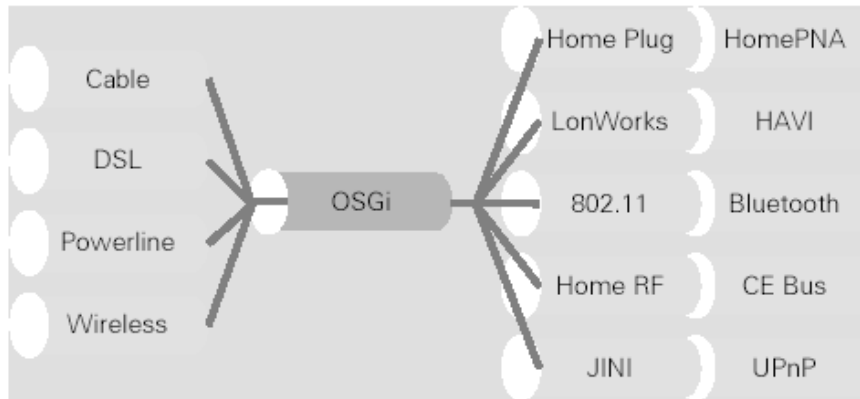 Cable
DSL
Powerline
Wireless
OSGi
Home Plug HomePNA
LonWorks HAVI
802.11 Bluetooth
Home RF CE Bus
JINI UPnP